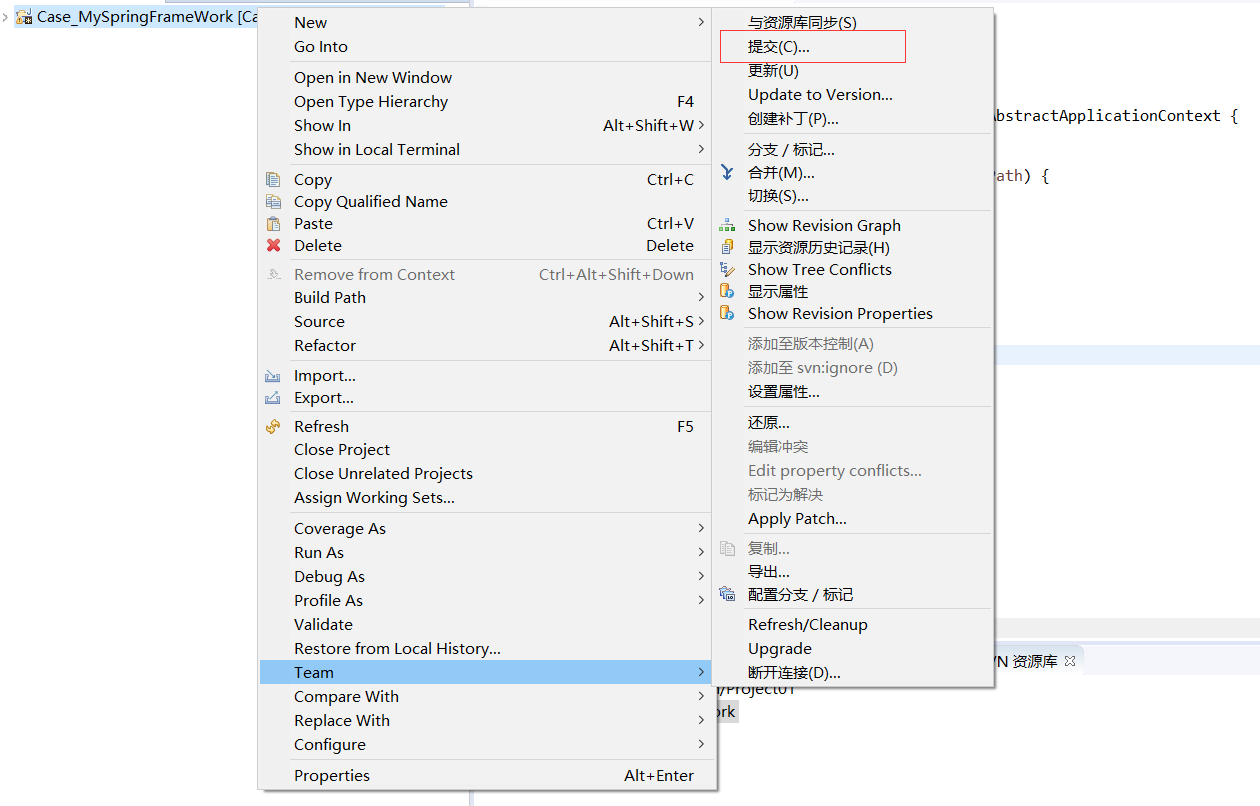 Case_MySpringFrameWork [Ca
New
Go Into
Open in New Window
Open Type Hierarchy F4
Show In Alt+Shift+W
Show in Local Terminal
Copy Ctrl+C
Copy Qualified Name
Paste Ctrl+V
Delete Delete
Remove from Context Ctrl+Alt+Shift+Down
Build Path
Source Alt+Shift+S
Refactor Alt+Shift+T
Import...
Export...
Refresh F5
Close Project
Close Unrelated Projects
Assign Working Sets...
Coverage As
Run As
Debug As
Profile As
Validate
Restore from Local History...
Team
Compare With
Replace With
Configure
Properties Alt+Enter
与资源库同步(S)
提交(C)...
更新(U)
Update to Version...
创建补丁(P)...
分支 / 标记...
合并(M)...
切换(S)...
Show Revision Graph
显示资源历史记录(H)
Show Tree Conflicts
显示属性
Show Revision Properties
添加至版本控制(A)
添加至 svn:ignore (D)
设置属性...
还原...
编辑冲突
Edit property conflicts...
标记为解决
Apply Patch...
复制...
导出...
配置分支 / 标记
Refresh/Cleanup
Upgrade
断开连接(D)...
AbstractApplicationContext {
ath) {
VN 资源库
/Project01
ork